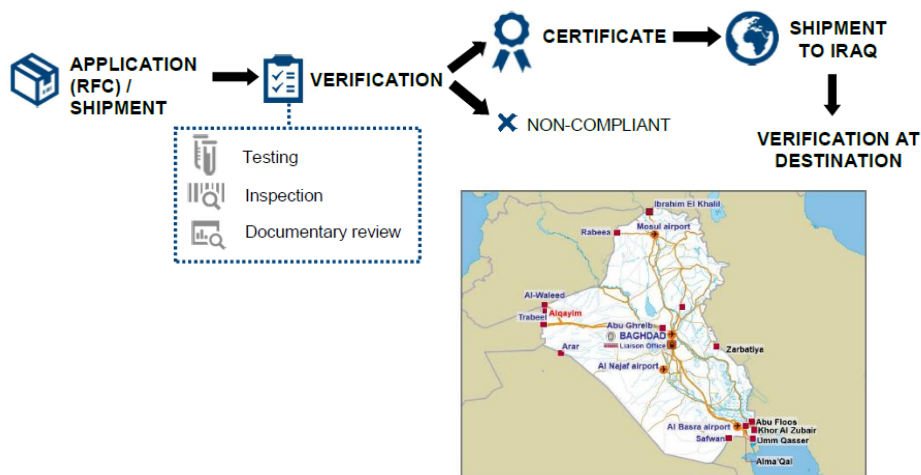 APPLICATION
(RFC) /
SHIPMENT
VERIFICATION
CERTIFICATE
SHIPMENT
TO IRAQ
NON-COMPLIANT
VERIFICATION AT
DESTINATION
Testing
Inspection
Documentary review
Ibrahim El Khalil
Mosul airport
Rabeea
Al-Waleed
Alqayim
Trabeel
Abu Ghreib
BAGHDAD
Liaison Office
Arar
Zarbatiya
Al Najaf airport
Al Basra airport
Abu Floos
Khor Al Zubair
Safwan
Umm Qasser
Alma'Qal